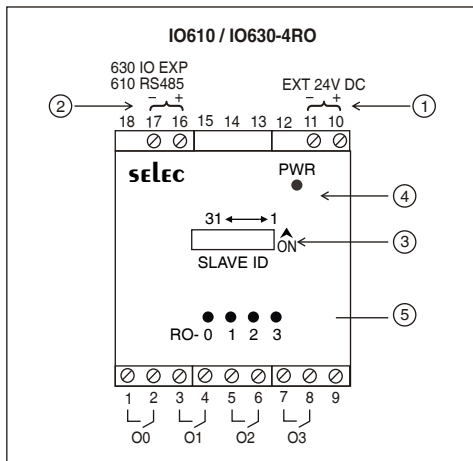 IO610 / IO630-4RO
630 IO EXP
610 RS485
− +
EXT 24V DC
− +
2
1
18 17 16 15 14 13 12 11 10
selec
PWR
4
31 1
ON
3
SLAVE ID
5
RO- 0 1 2 3
1 2 3 4 5 6 7 8 9
O0 O1 O2 O3